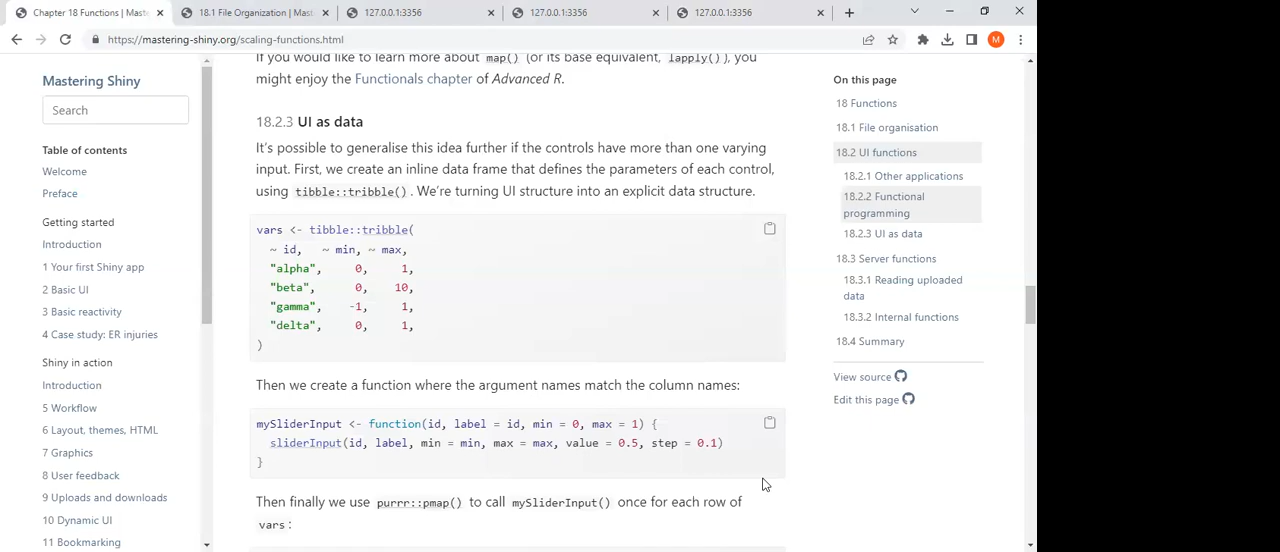 Chapter 18 Functions | Maste
18.1 File Organization | Maste
127.0.0.1:3356
127.0.0.1:3356
127.0.0.1:3356
https://mastering-shiny.org/scaling-functions.html
M
Mastering Shiny
Search
Table of contents
Welcome
Preface
Getting started
Introduction
1 Your first Shiny app
2 Basic UI
3 Basic reactivity
4 Case study: ER injuries
Shiny in action
Introduction
5 Workflow
6 Layout, themes, HTML
7 Graphics
8 User feedback
9 Uploads and downloads
10 Dynamic UI
11 Bookmarking
If you would like to learn more about map() (or its base equivalent, lapply()), you
might enjoy the Functionals chapter of Advanced R.
18.2.3 UI as data
It's possible to generalise this idea further if the controls have more than one varying
input. First, we create an inline data frame that defines the parameters of each control,
using tibble::tribble(). We're turning UI structure into an explicit data structure.
vars <- tibble::tribble(
~ id, ~ min, ~ max,
"alpha", 0, 1,
"beta", 0, 10,
"gamma", -1, 1,
"delta", 0, 1,
)
Then we create a function where the argument names match the column names:
mySliderInput <- function(id, label = id, min = 0, max = 1) {
sliderInput(id, label, min = min, max = max, value = 0.5, step = 0.1)
}
Then finally we use purrr::pmap() to call mySliderInput() once for each row of
vars:
On this page
18 Functions
18.1 File organisation
18.2 UI functions
18.2.1 Other applications
18.2.2 Functional
programming
18.2.3 UI as data
18.3 Server functions
18.3.1 Reading uploaded
data
18.3.2 Internal functions
18.4 Summary
View source
Edit this page